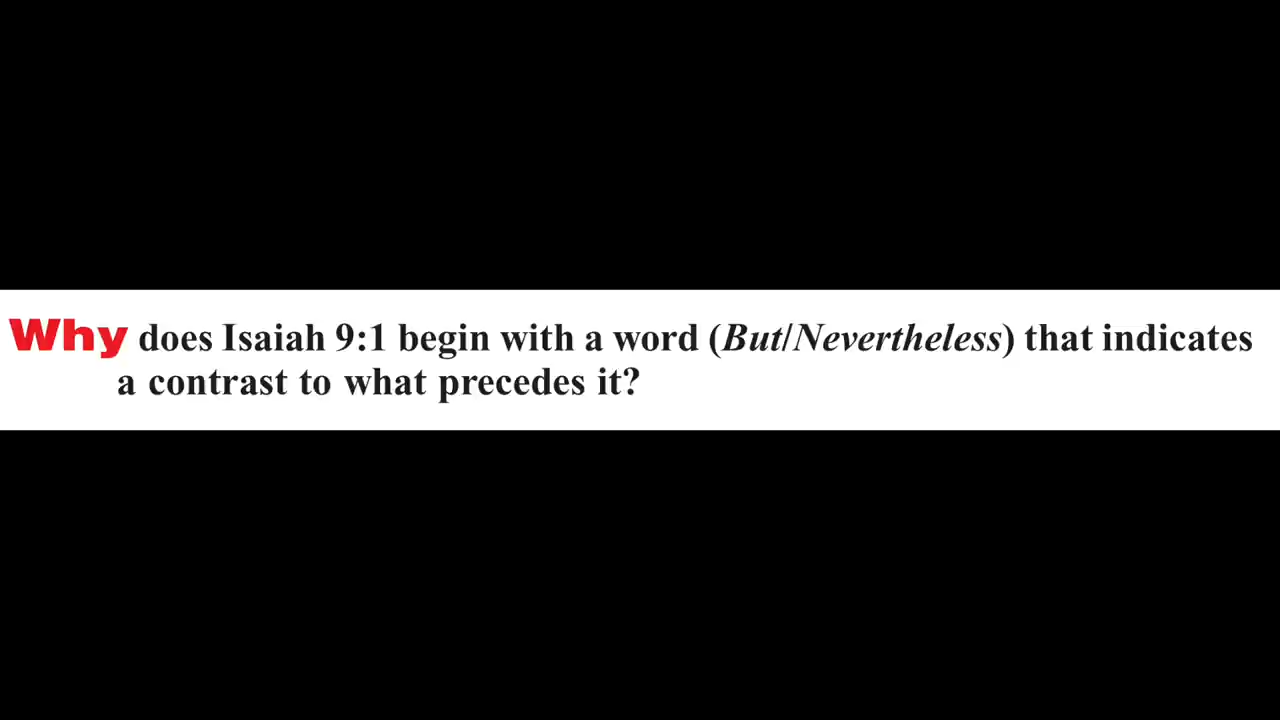 Why does Isaiah 9:1 begin with a word (But/Nevertheless) that indicates
a contrast to what precedes it?